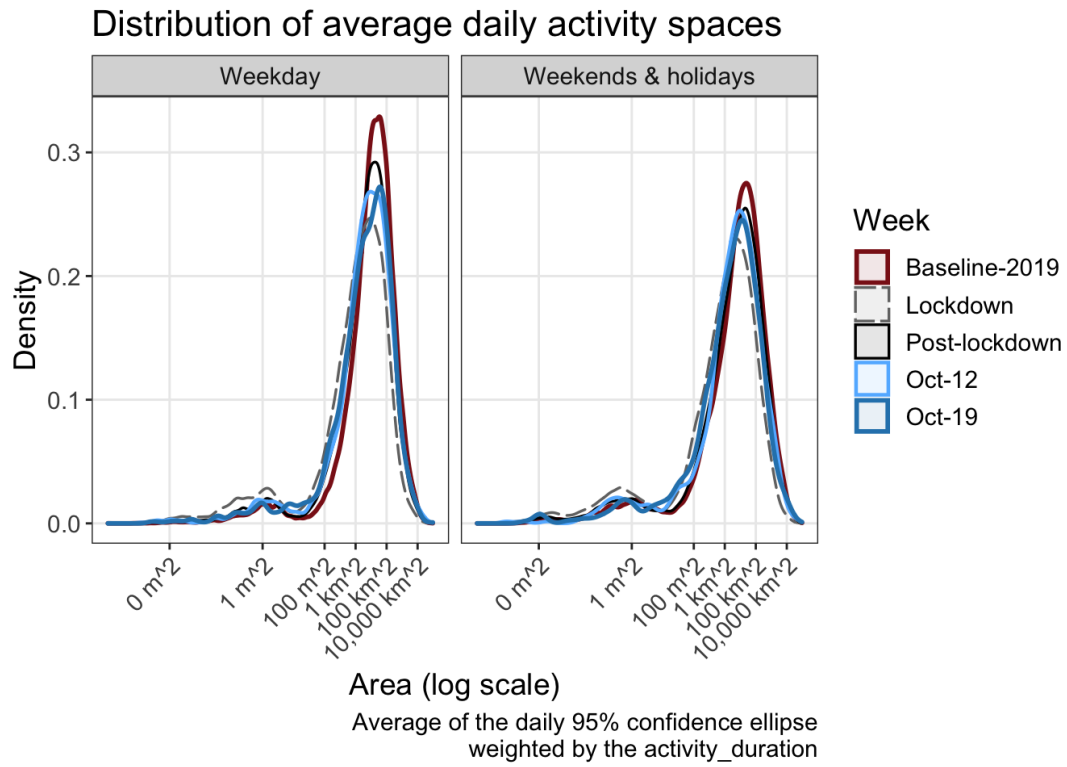 Distribution of average daily activity spaces
Weekday
Weekends & holidays
0.3
0.2
0.1
0.0
Density
0 m^2
1 m^2
100 m^2
1 km^2
100 km^2
10,000 km^2
0 m^2
1 m^2
100 m^2
1 km^2
100 km^2
10,000 km^2
Area (log scale)
Week
Baseline-2019
Lockdown
Post-lockdown
Oct-12
Oct-19
Average of the daily 95% confidence ellipse
weighted by the activity_duration